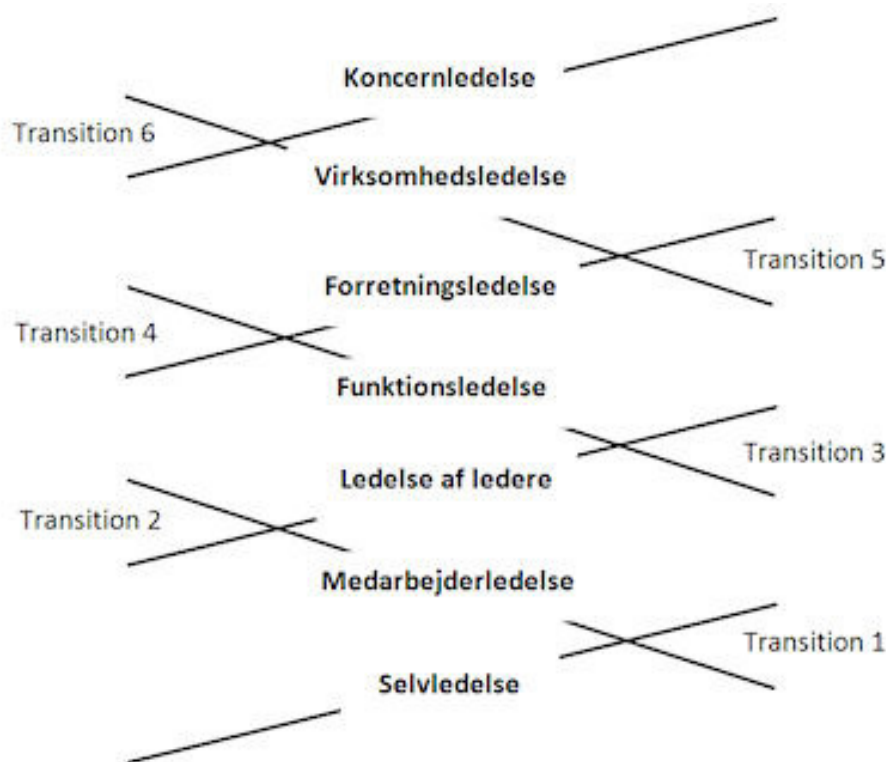 Koncernledelse
Transition 6
Virksomhedsledelse
Transition 5
Forretningsledelse
Transition 4
Funktionsledelse
Transition 3
Ledelse af ledere
Transition 2
Medarbejderledelse
Transition 1
Selvledelse